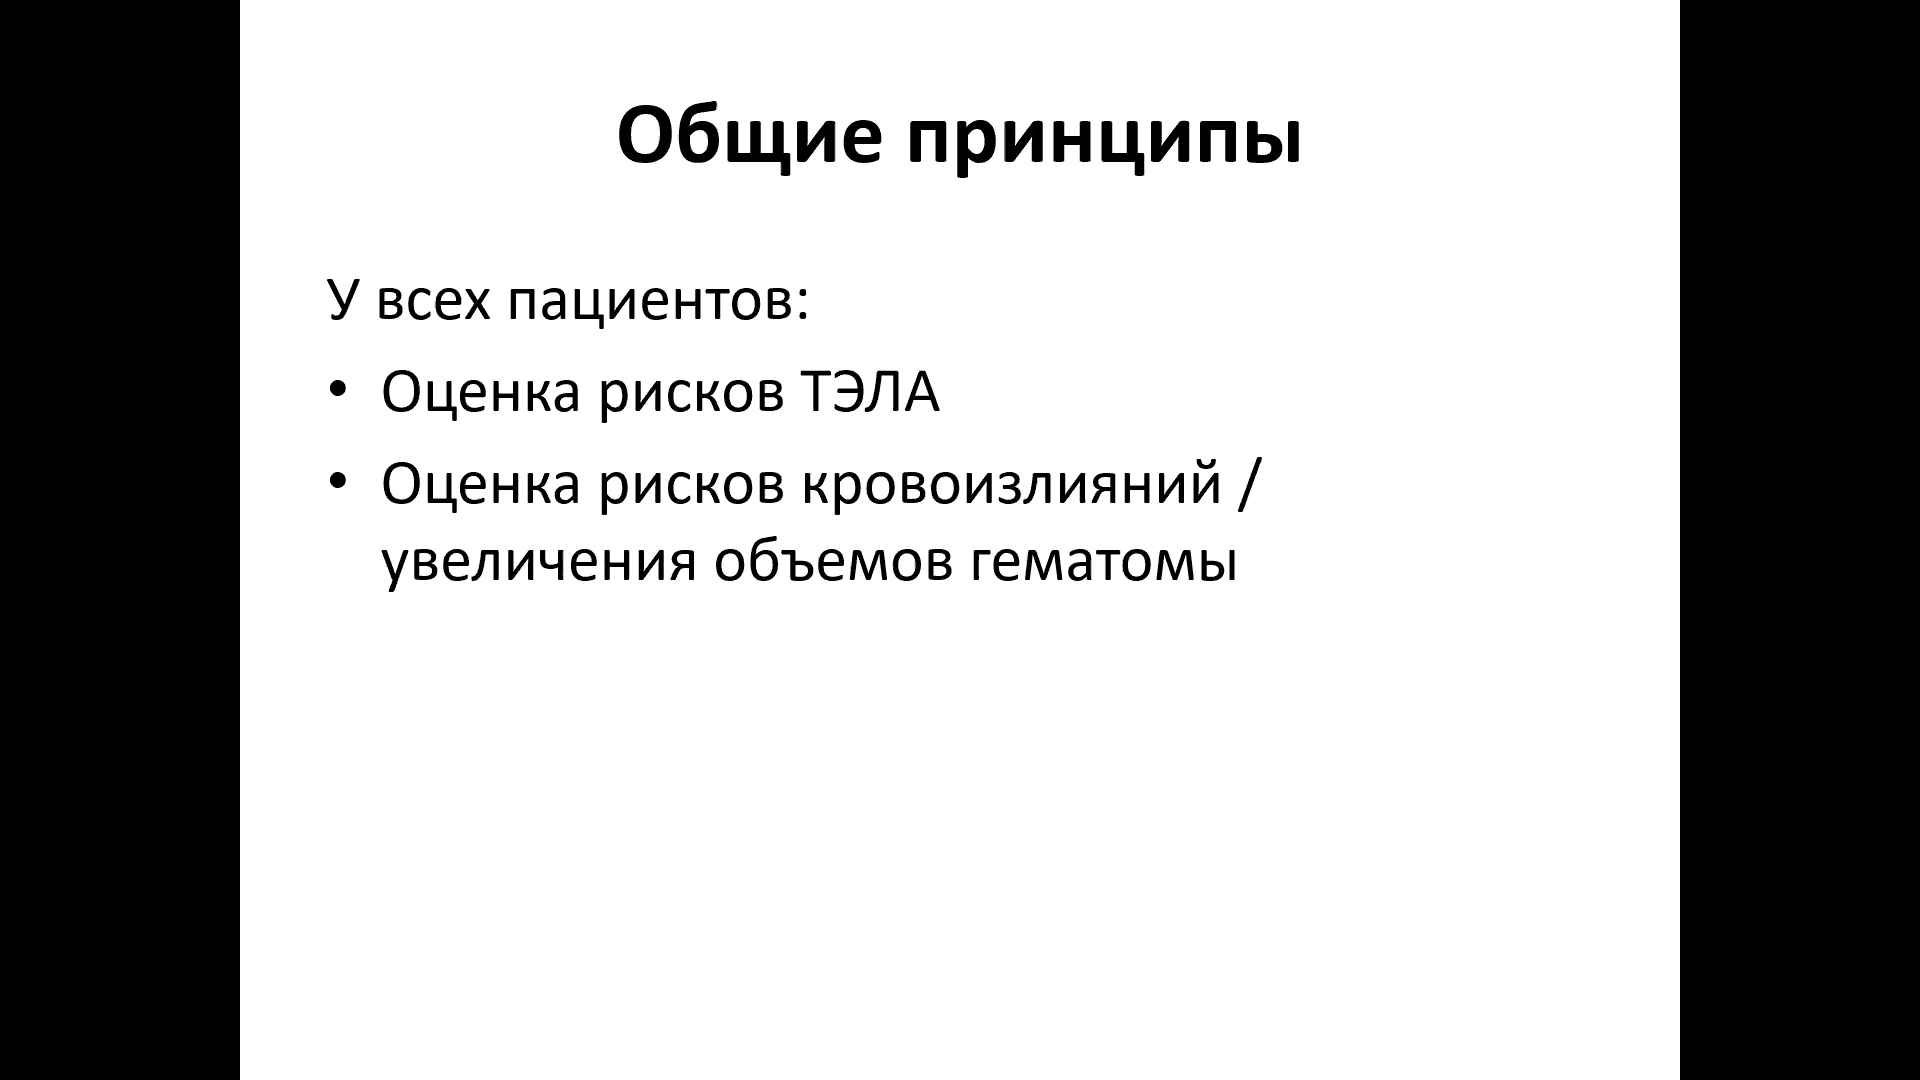 Общие принципы
У всех пациентов:
• Оценка рисков ТЭЛА
• Оценка рисков кровоизлияний /
увеличения объемов гематомы